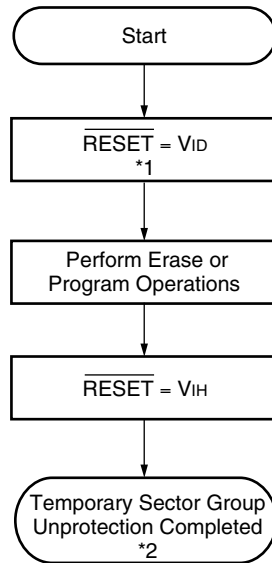 Start
RESET = VID
*1
Perform Erase or
Program Operations
RESET = VIH
Temporary Sector Group
Unprotection Completed
*2